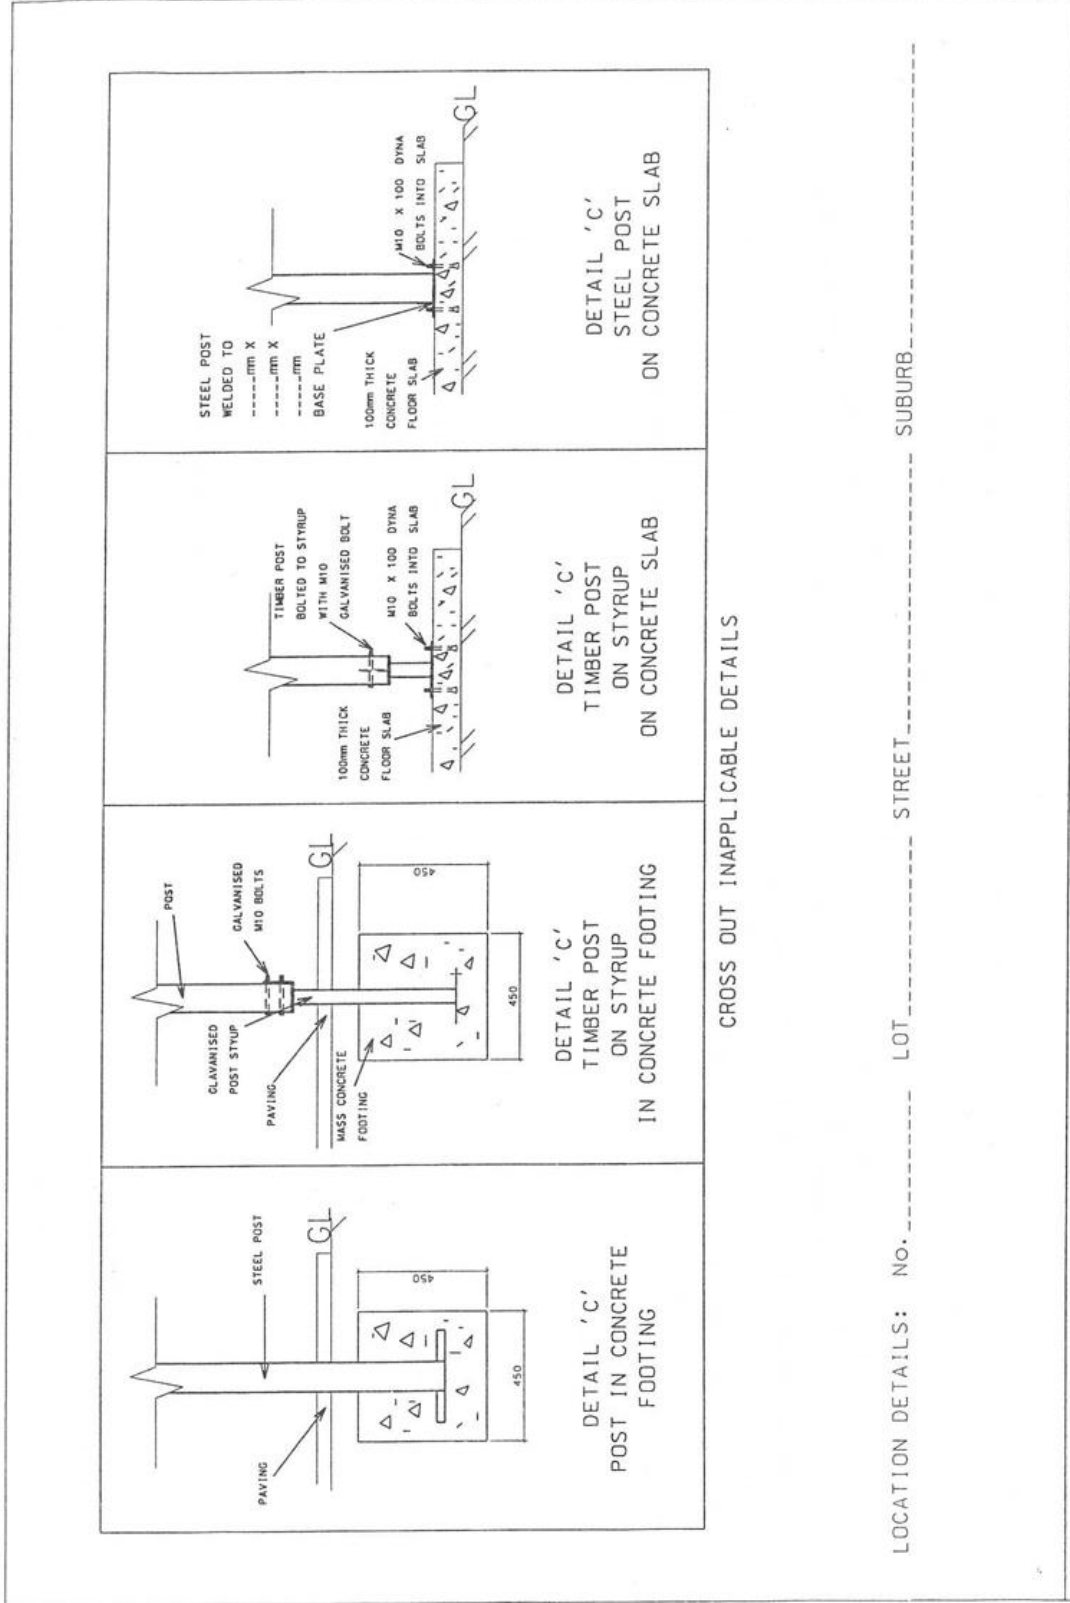 PAVING
STEEL POST
GL
450
450
DETAIL 'C'
POST IN CONCRETE
FOOTING
POST
GLAVANISED
POST STYUP
GALVANISED
M10 BOLTS
PAVING
GL
MASS CONCRETE
FOOTING
450
450
DETAIL 'C'
TIMBER POST
ON STYRUP
IN CONCRETE FOOTING
TIMBER POST
BOLTED TO STYRUP
WITH M10
GALVANISED BOLT
100mm THICK
CONCRETE
FLOOR SLAB
M10 X 100 DYNA
BOLTS INTO SLAB
GL
DETAIL 'C'
TIMBER POST
ON STYRUP
ON CONCRETE SLAB
STEEL POST
WELDED TO
-----mm X
-----mm X
-----mm
BASE PLATE
100mm THICK
CONCRETE
FLOOR SLAB
M10 X 100 DYNA
BOLTS INTO SLAB
GL
DETAIL 'C'
STEEL POST
ON CONCRETE SLAB
CROSS OUT INAPPLICABLE DETAILS
LOCATION DETAILS: No.__________ LOT__________ STREET__________________ SUBURB____________________